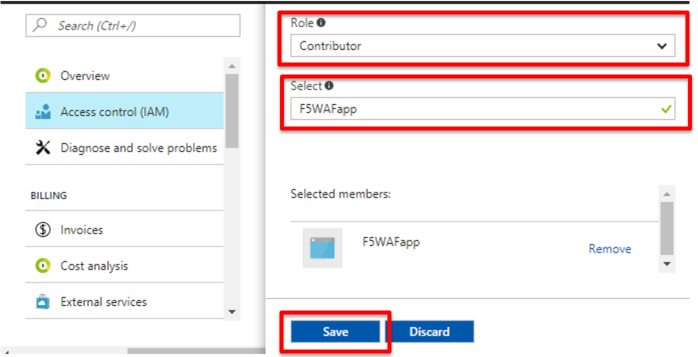 Search (Ctrl+/)
Overview
Access control (IAM)
Diagnose and solve problems
BILLING
Invoices
Cost analysis
External services
Role
Contributor
Select
F5WAFapp
Selected members:
F5WAFapp
Remove
Save
Discard